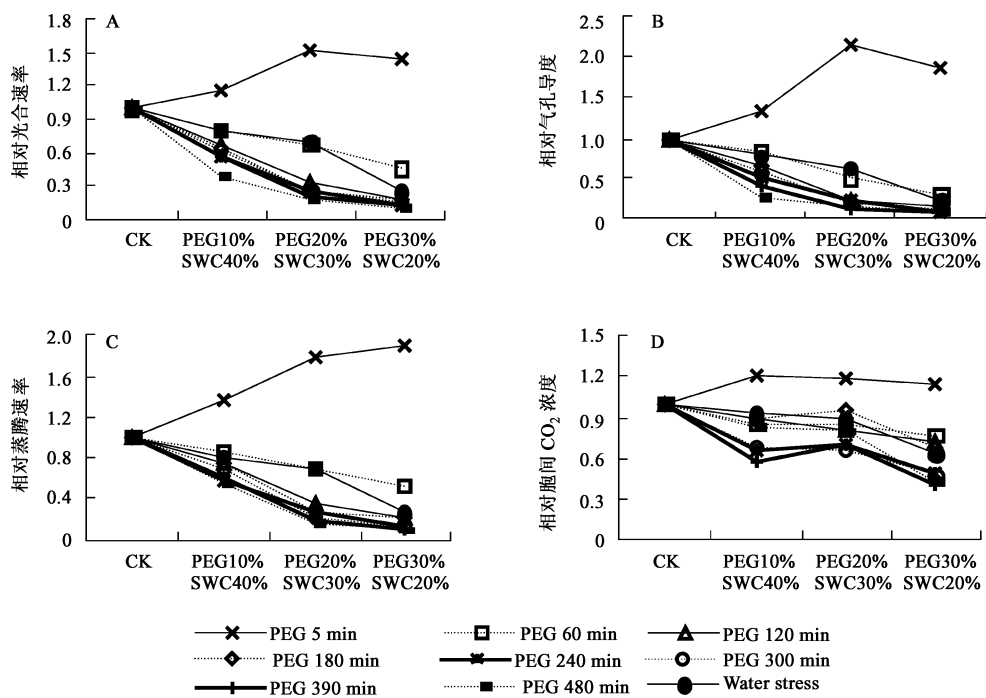 A
1.8
1.5
1.2
0.9
0.6
0.3
0
相对光合速率
CK
PEG10%
SWC40%
PEG20%
SWC30%
PEG30%
SWC20%
B
2.5
2.0
1.5
1.0
0.5
0
相对气孔导度
CK
PEG10%
SWC40%
PEG20%
SWC30%
PEG30%
SWC20%
C
2.0
1.6
1.2
0.8
0.4
0
相对蒸腾速率
CK
PEG10%
SWC40%
PEG20%
SWC30%
PEG30%
SWC20%
D
1.5
1.2
0.9
0.6
0.3
0
相对胞间 CO₂ 浓度
CK
PEG10%
SWC40%
PEG20%
SWC30%
PEG30%
SWC20%
PEG 5 min
PEG 60 min
PEG 120 min
PEG 180 min
PEG 240 min
PEG 300 min
PEG 390 min
PEG 480 min
Water stress